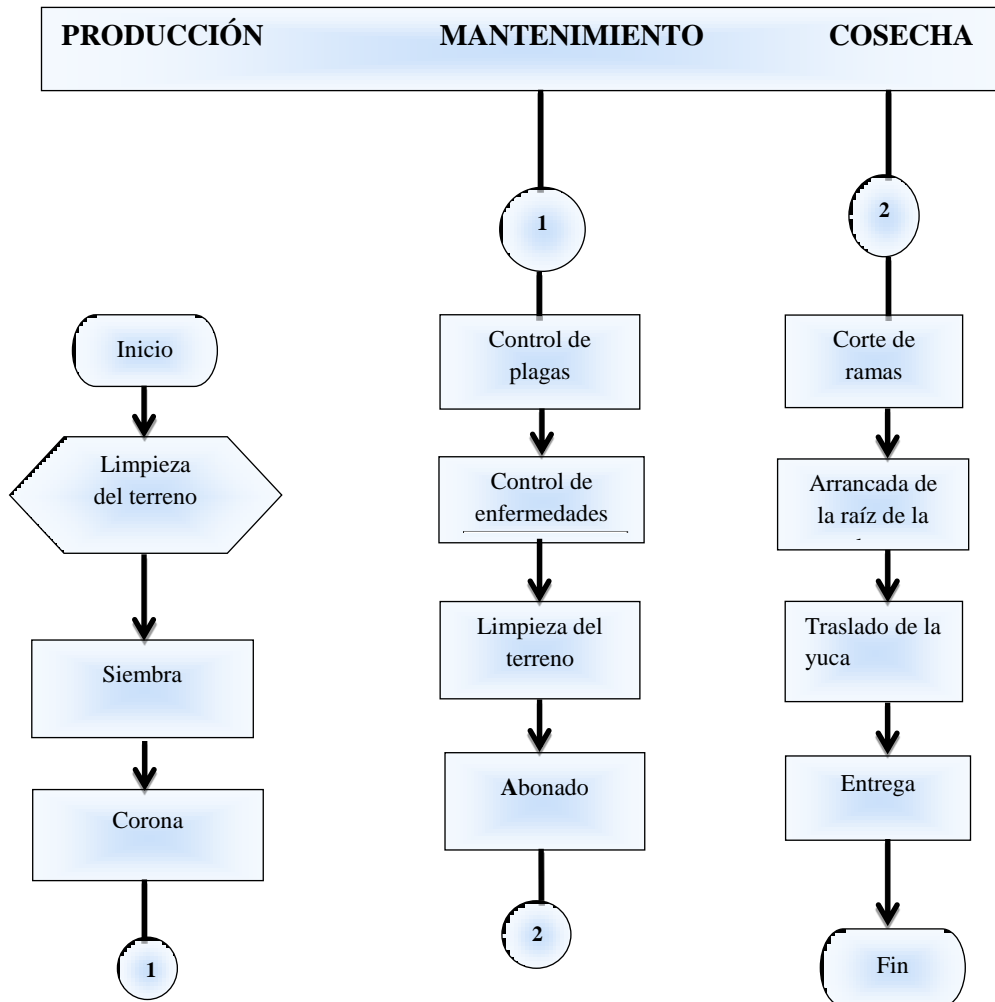 PRODUCCIÓN MANTENIMIENTO COSECHA
Inicio
Limpieza
del terreno
Siembra
Corona
1
1
Control de
plagas
Control de
enfermedades
Limpieza del
terreno
Abonado
2
2
Corte de
ramas
Arrancada de
la raíz de la
Traslado de la
yuca
Entrega
Fin